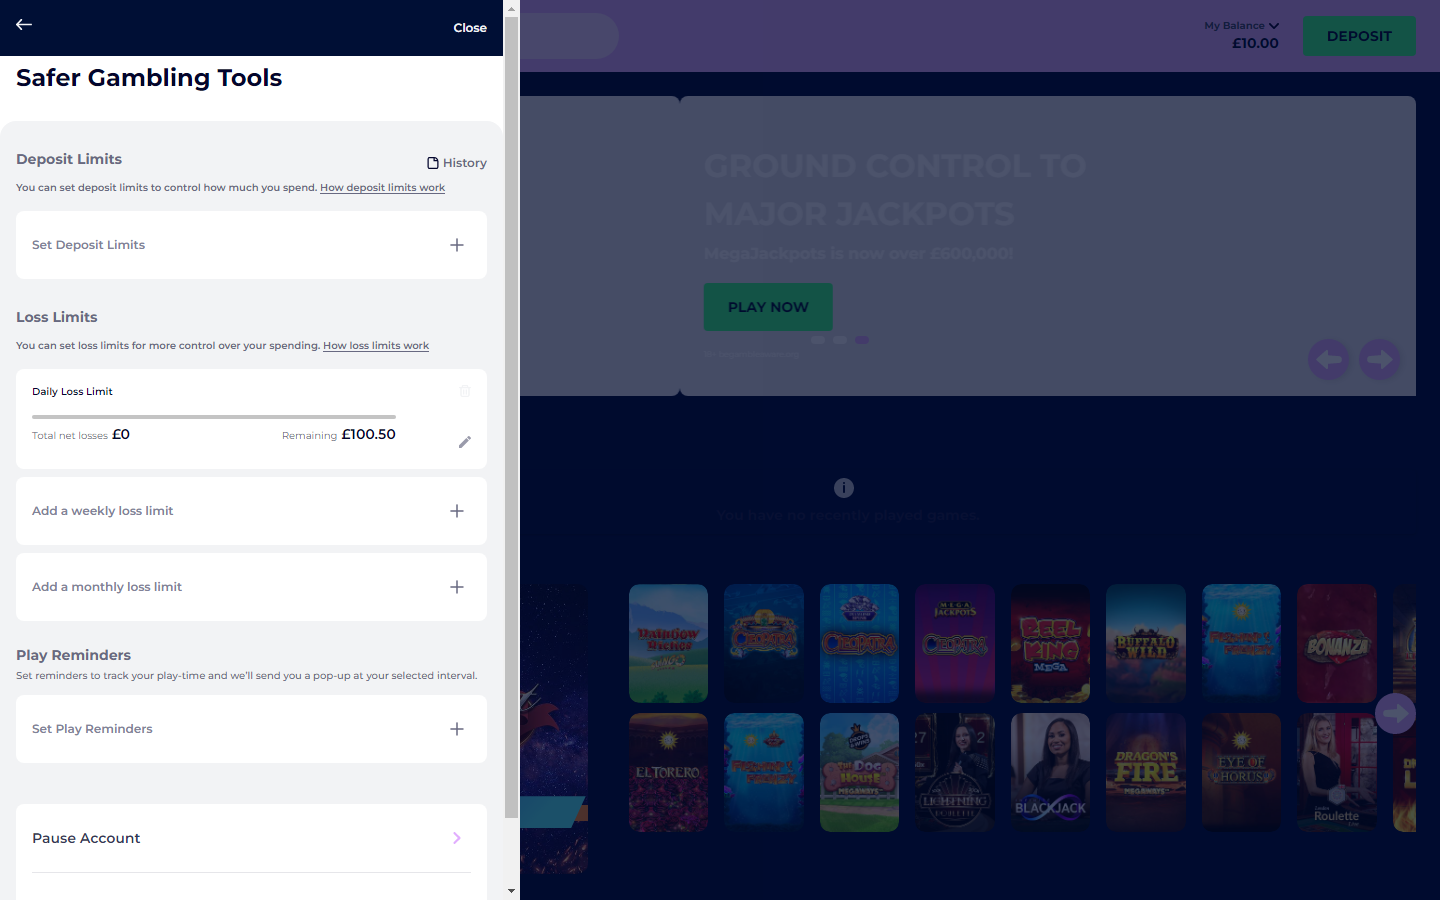 Close
Safer Gambling Tools
Deposit Limits
History
You can set deposit limits to control how much you spend. How deposit limits work
Set Deposit Limits
Loss Limits
You can set loss limits for more control over your spending. How loss limits work
Daily Loss Limit
Total net losses £0
Remaining £100.50
Add a weekly loss limit
Add a monthly loss limit
Play Reminders
Set reminders to track your play-time and we'll send you a pop-up at your selected interval.
Set Play Reminders
Pause Account
My Balance
£10.00
DEPOSIT
GROUND CONTROL TO
MAJOR JACKPOTS
MegaJackpots is now over £600,000!
PLAY NOW
You have no recently played games.
RAINBOW
RICHES
BINGO
CLEOPATRA
CLEOPATRA
MEGA
JACKPOTS
CLEOPATRA
REEL
KING
MEGA
BUFFALO
WILD
FISHIN'
FRENZY
BONANZA
EL TORERO
FISHIN'
FRENZY
DROPS
& WINS
THE DOG
HOUSE
MEGAWAYS
LIGHTNING
ROULETTE
BLACKJACK
DRAGON'S
FIRE
MEGAWAYS
EYE OF
HORUS
Roulette